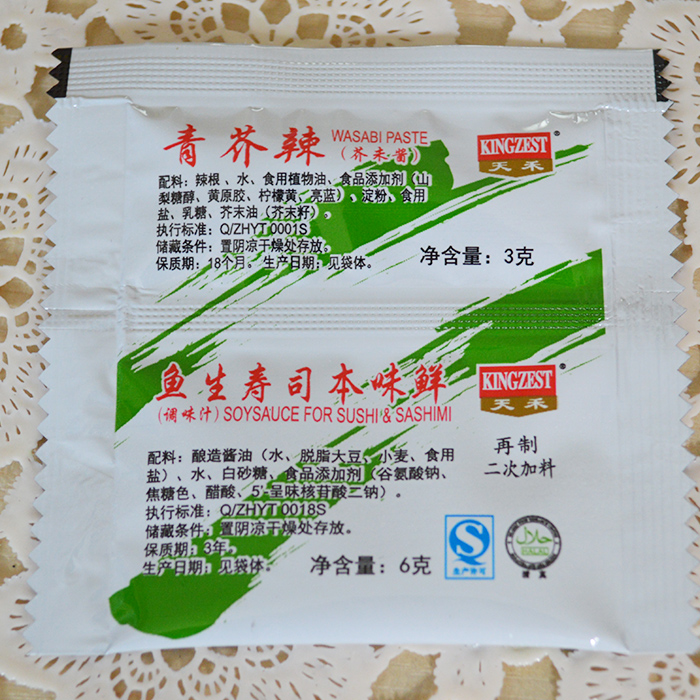 青芥辣 WASABI PASTE
(芥末酱)
KINGZEST®
天禾
配料：辣根、水、食用植物油、食品添加剂（山
梨糖醇、黄原胶、柠檬黄、亮蓝）、淀粉、食用
盐、乳糖、芥末油（芥末籽）。
执行标准：Q/ZHYT 0001S
储藏条件：置阴凉干燥处存放。
保质期：18个月。生产日期：见袋体。
净含量：3克
鱼生寿司本味鲜
(调味汁) SOYSAUCE FOR SUSHI & SASHIMI
KINGZEST®
天禾
再制
二次加料
配料：酿造酱油（水、脱脂大豆、小麦、食用
盐）、水、白砂糖、食品添加剂（谷氨酸钠、
焦糖色、醋酸、5'-呈味核苷酸二钠）。
执行标准：Q/ZHYT 0018S
储藏条件：置阴凉干燥处存放。
保质期：3年。
生产日期：见袋体。
净含量：6克
QS
生产许可
حلال
HALAL